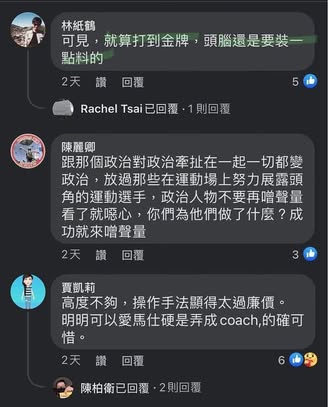 林紙鶴
可見，就算打到金牌，頭腦還是要裝一
點料的
2天 讚 回覆 5
Rachel Tsai已回覆 · 1則回覆
陳麗卿
跟那個政治對政治牽扯在一起一切都變
政治，放過那些在運動場上努力展露頭
角的運動選手，政治人物不要再噌聲量
看了就噁心，你們為他們做了什麼？成
功就來噌聲量
2天 讚 回覆 3
賈凱莉
高度不夠，操作手法顯得太過廉價。
明明可以愛馬仕硬是弄成coach,的確可
惜。
2天 讚 回覆 6
陳柏衛已回覆 · 2則回覆